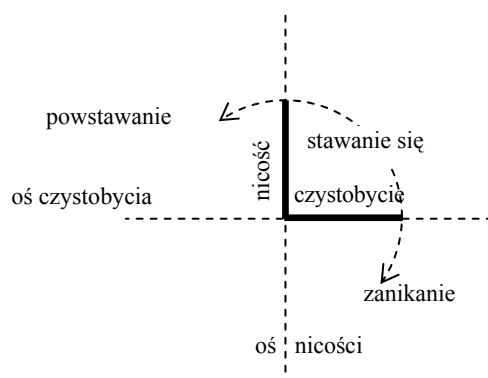 powstawanie
stawanie się
nicość
oś czystobycia
czystobycie
zanikanie
oś nicości